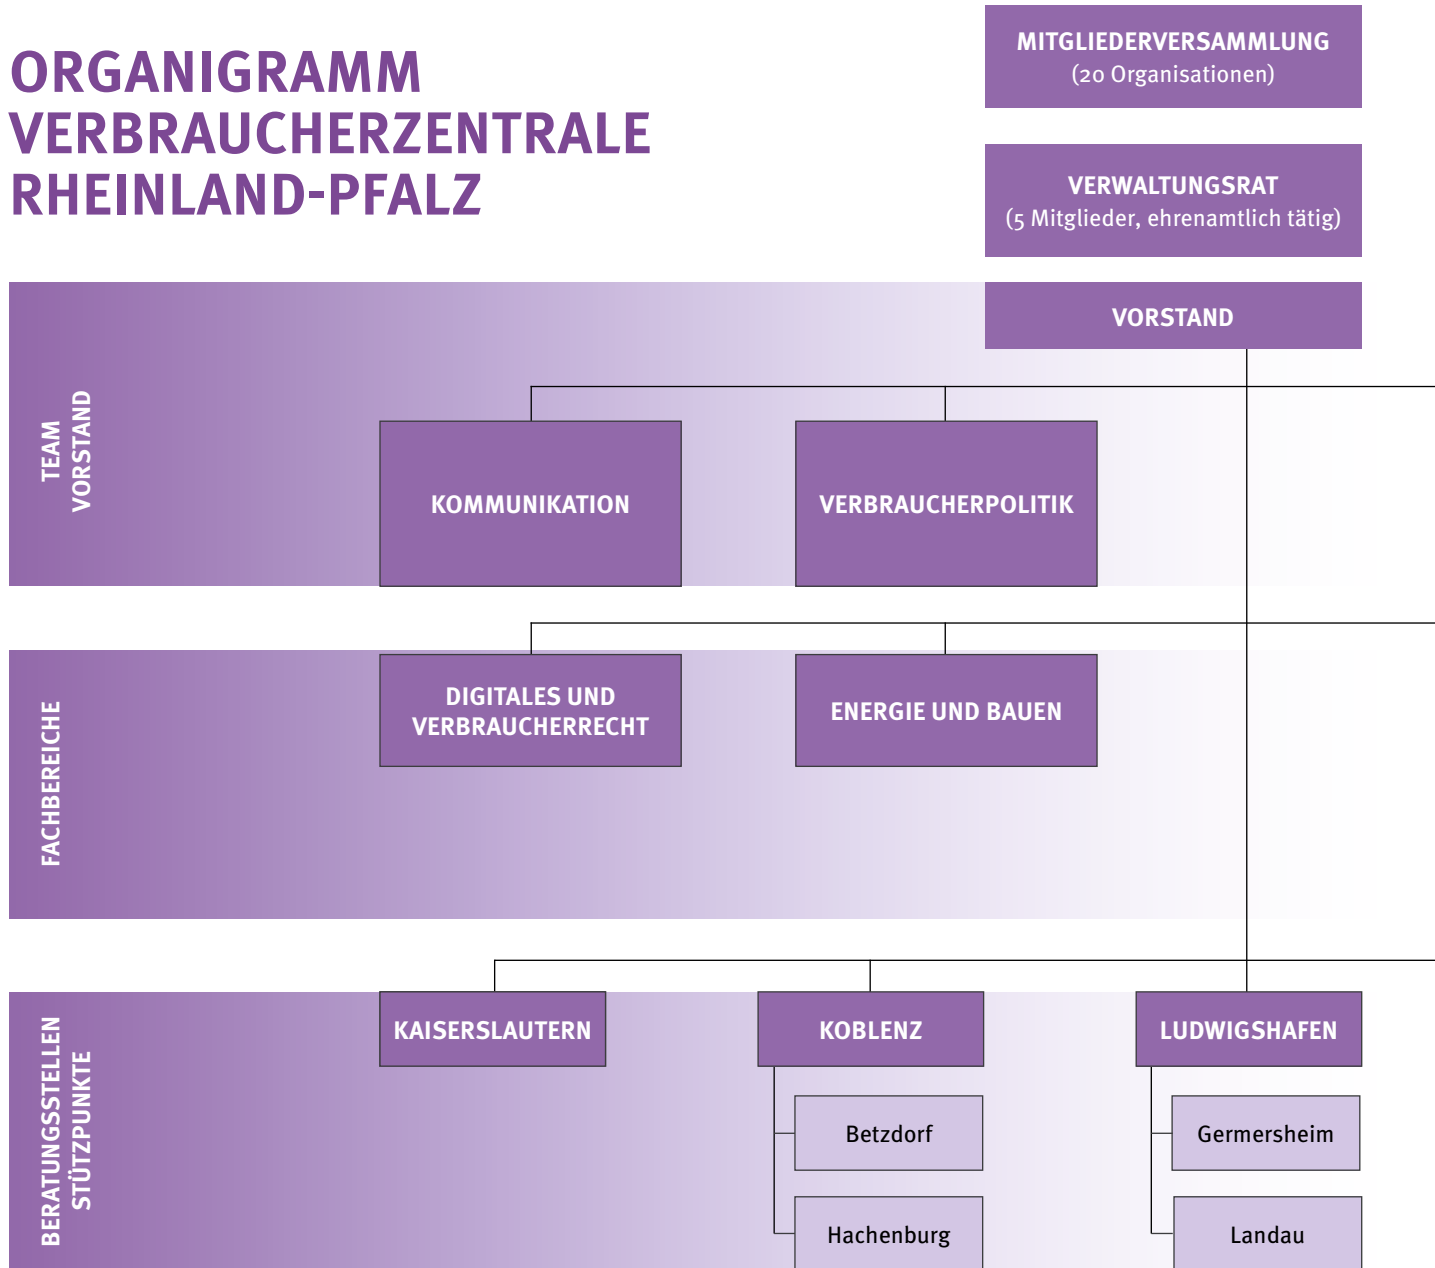 ORGANIGRAMM
VERBRAUCHERZENTRALE
RHEINLAND-PFALZ
MITGLIEDERVERSAMMLUNG
(20 Organisationen)
VERWALTUNGSRAT
(5 Mitglieder, ehrenamtlich tätig)
VORSTAND
TEAM
VORSTAND
KOMMUNIKATION
VERBRAUCHERPOLITIK
FACHBEREICHE
DIGITALES UND
VERBRAUCHERRECHT
ENERGIE UND BAUEN
BERATUNGSSTELLEN
STÜTZPUNKTE
KAISERSLAUTERN
KOBLENZ
LUDWIGSHAFEN
Betzdorf
Germersheim
Hachenburg
Landau